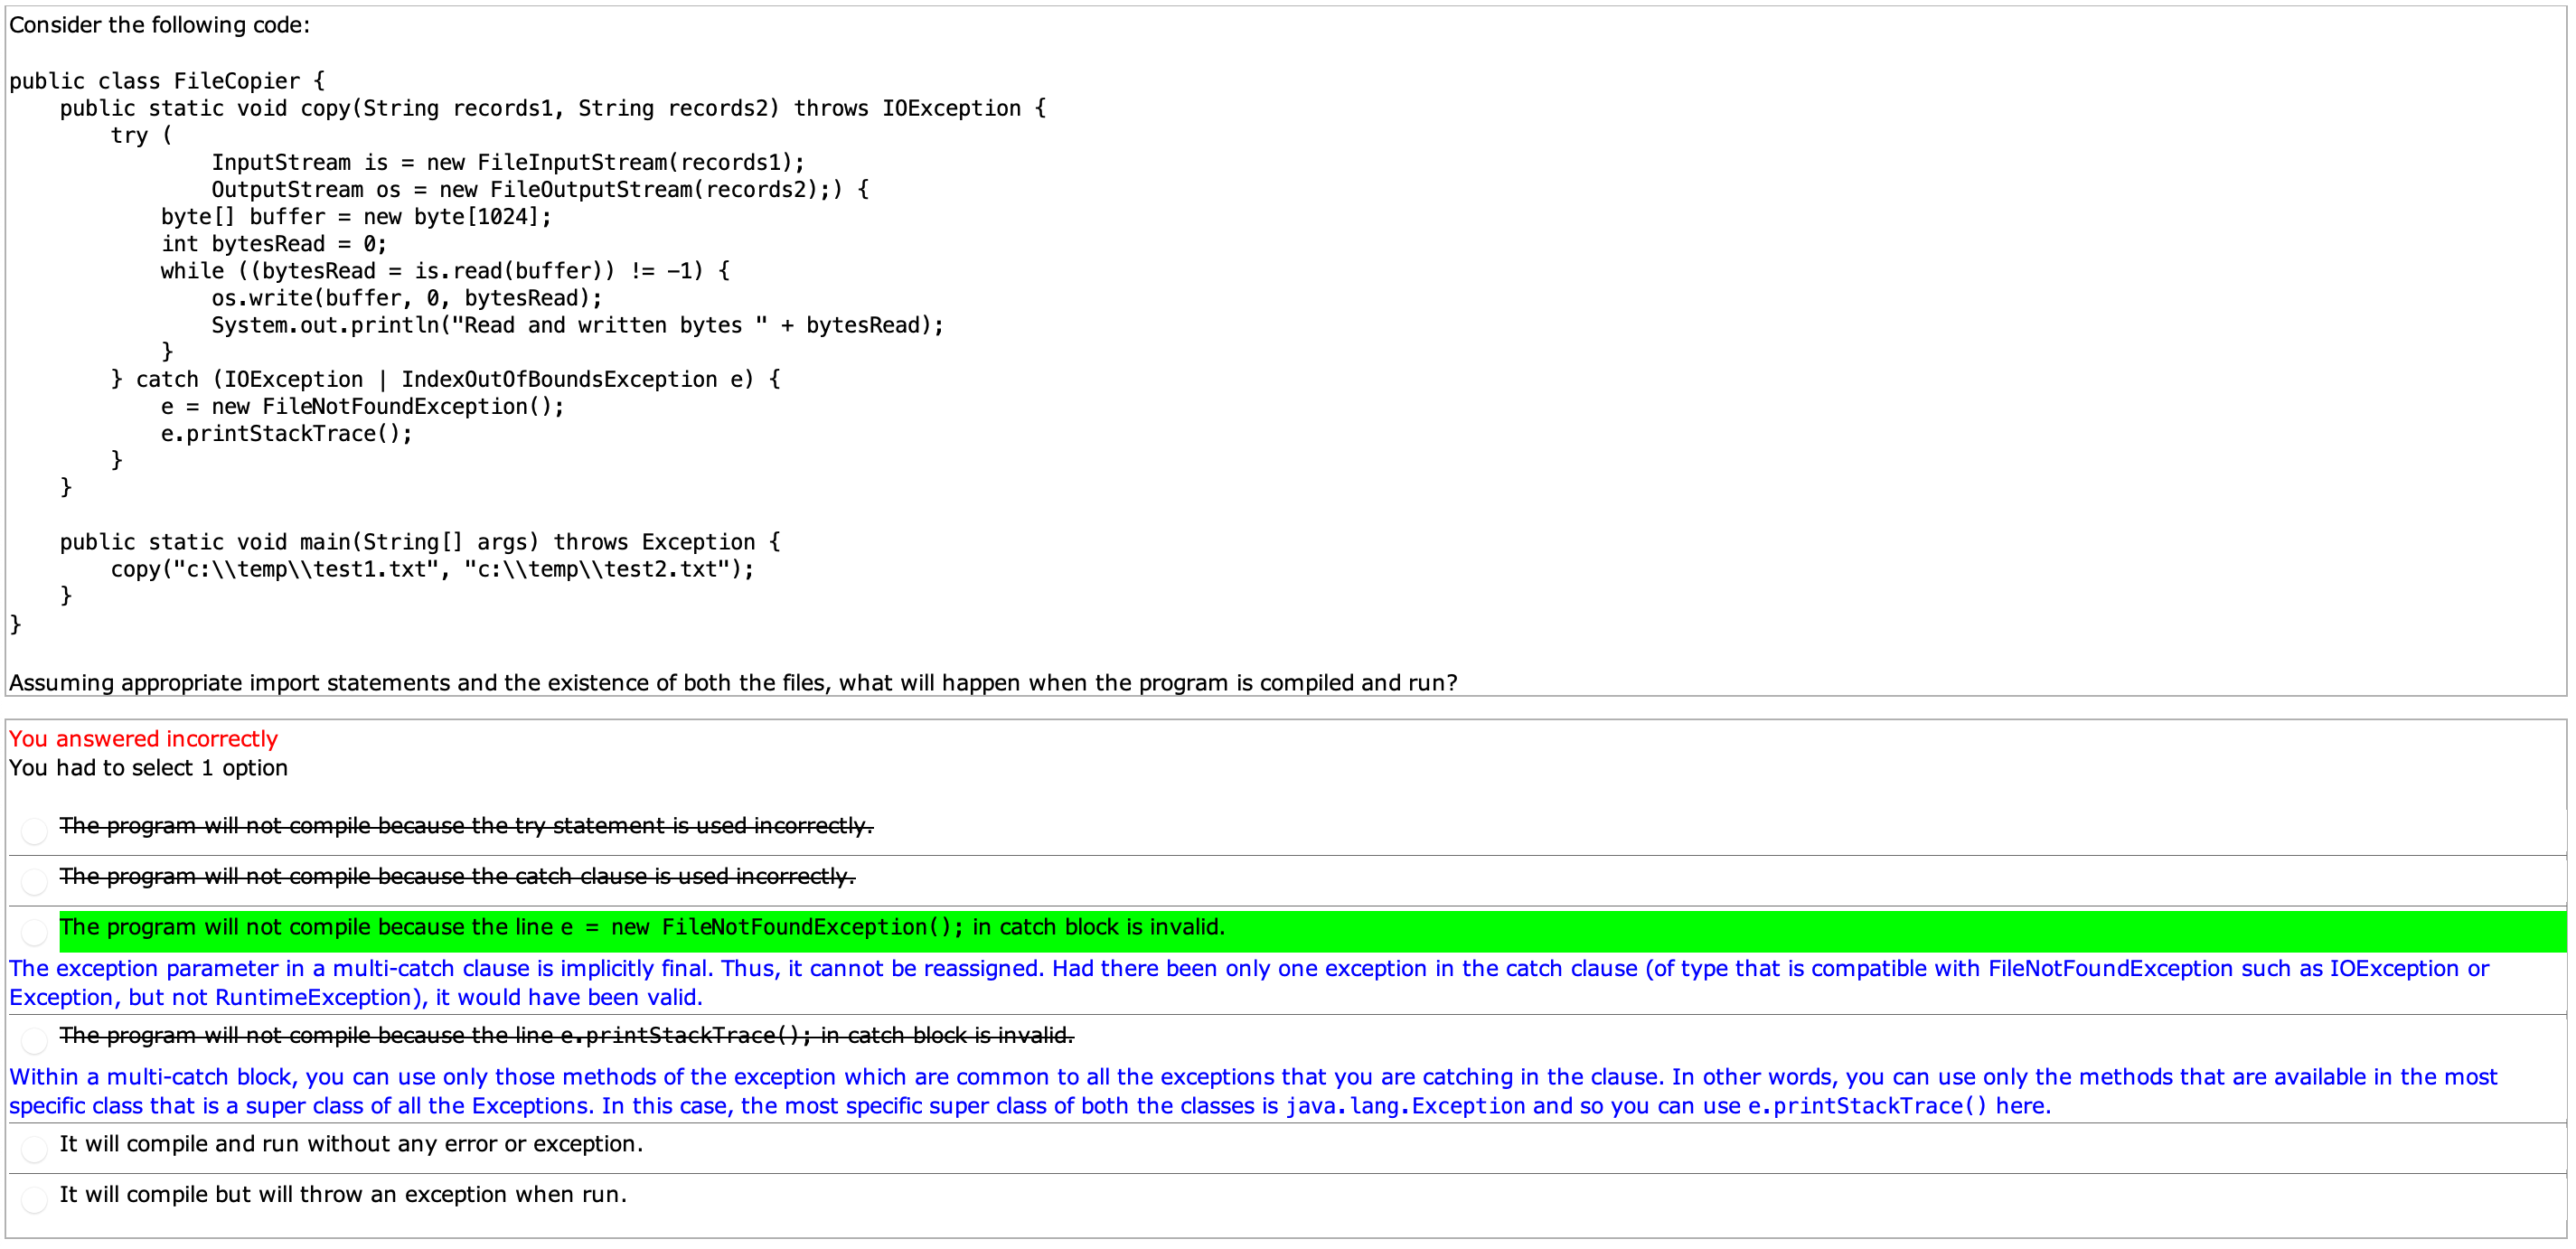 Consider the following code:
public class FileCopier {
    public static void copy(String records1, String records2) throws IOException {
        try (
                InputStream is = new FileInputStream(records1);
                OutputStream os = new FileOutputStream(records2);) {
            byte[] buffer = new byte[1024];
            int bytesRead = 0;
            while ((bytesRead = is.read(buffer)) != -1) {
                os.write(buffer, 0, bytesRead);
                System.out.println("Read and written bytes " + bytesRead);
            }
        } catch (IOException | IndexOutOfBoundsException e) {
            e = new FileNotFoundException();
            e.printStackTrace();
        }
    }
    public static void main(String[] args) throws Exception {
        copy("c:\\temp\\test1.txt", "c:\\temp\\test2.txt");
    }
}
Assuming appropriate import statements and the existence of both the files, what will happen when the program is compiled and run?
You answered incorrectly
You had to select 1 option
The program will not compile because the try statement is used incorrectly.
The program will not compile because the catch clause is used incorrectly.
The program will not compile because the line e = new FileNotFoundException(); in catch block is invalid.
The exception parameter in a multi-catch clause is implicitly final. Thus, it cannot be reassigned. Had there been only one exception in the catch clause (of type that is compatible with FileNotFoundException such as IOException or
Exception, but not RuntimeException), it would have been valid.
The program will not compile because the line e.printStackTrace(); in catch block is invalid.
Within a multi-catch block, you can use only those methods of the exception which are common to all the exceptions that you are catching in the clause. In other words, you can use only the methods that are available in the most
specific class that is a super class of all the Exceptions. In this case, the most specific super class of both the classes is java.lang.Exception and so you can use e.printStackTrace() here.
It will compile and run without any error or exception.
It will compile but will throw an exception when run.